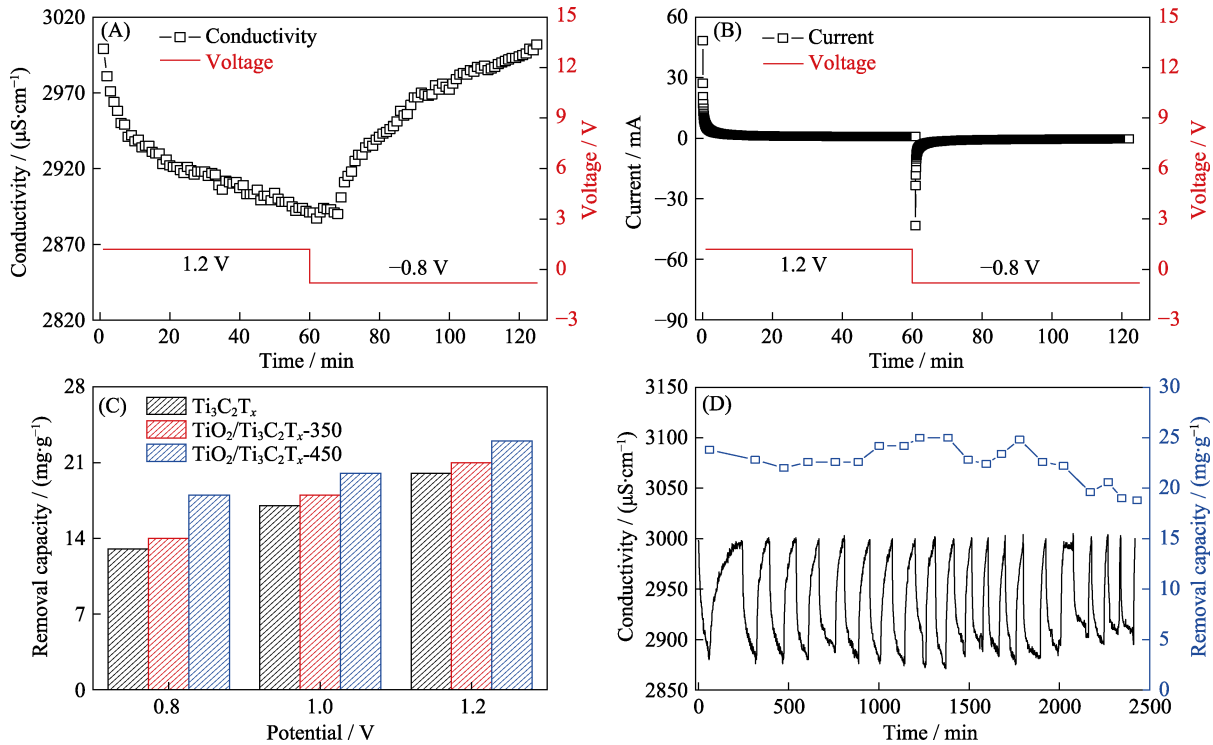 (A)
Conductivity
Voltage
1.2 V
−0.8 V
3020
2970
2920
2870
2820
Conductivity / (μS·cm⁻¹)
15
12
9
6
3
0
−3
Voltage / V
0 20 40 60 80 100 120
Time / min
(B)
Current
Voltage
1.2 V
−0.8 V
60
30
0
−30
−60
−90
Current / mA
15
12
9
6
3
0
−3
Voltage / V
0 20 40 60 80 100 120
Time / min
(C)
Ti₃C₂Tₓ
TiO₂/Ti₃C₂Tₓ-350
TiO₂/Ti₃C₂Tₓ-450
28
21
14
7
0
Removal capacity / (mg·g⁻¹)
0.8 1.0 1.2
Potential / V
(D)
3150
3100
3050
3000
2950
2900
2850
Conductivity / (μS·cm⁻¹)
30
25
20
15
10
5
0
Removal capacity / (mg·g⁻¹)
0 500 1000 1500 2000 2500
Time / min